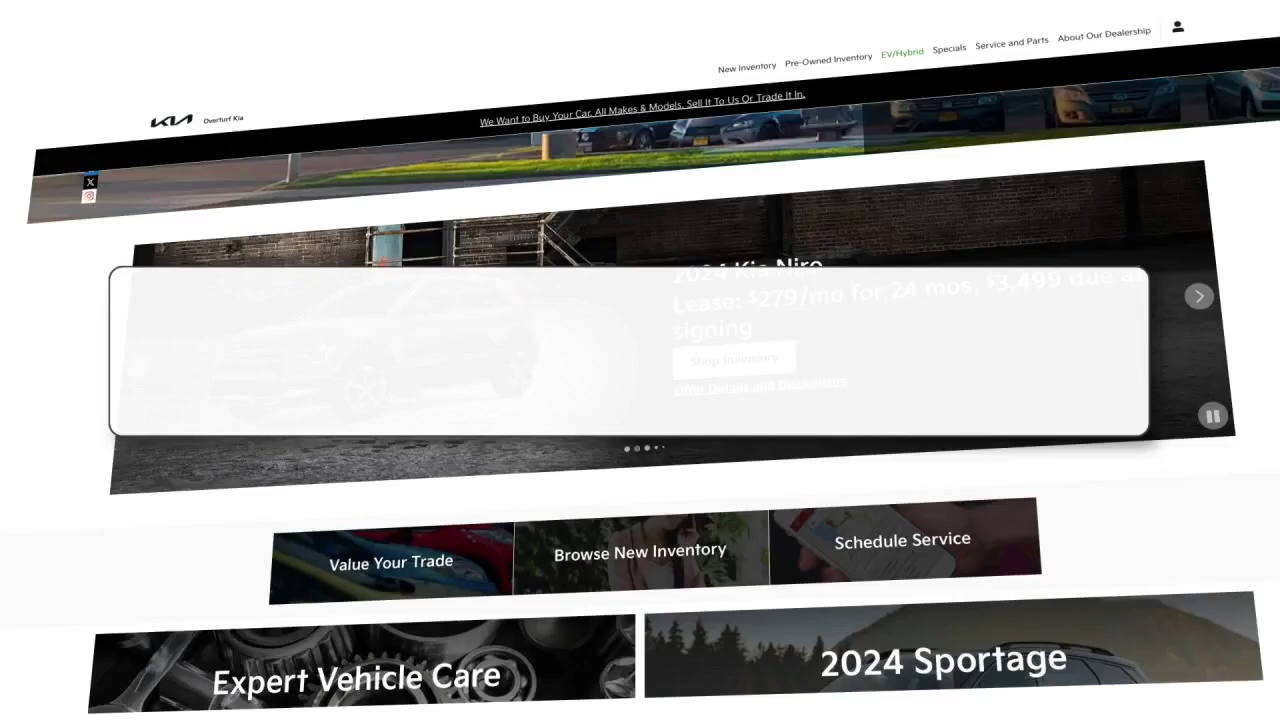 New Inventory Pre-Owned Inventory EV/Hybrid Specials Service and Parts About Our Dealership
KIA Overturf Kia
We Want to Buy Your Car. All Makes & Models. Sell It To Us Or Trade It In.
2024 Kia Niro
Lease: $279/mo for 24 mos. $3,499 due at
signing
Shop Inventory
Offer Details and Disclaimers
Value Your Trade
Browse New Inventory
Schedule Service
Expert Vehicle Care
2024 Sportage